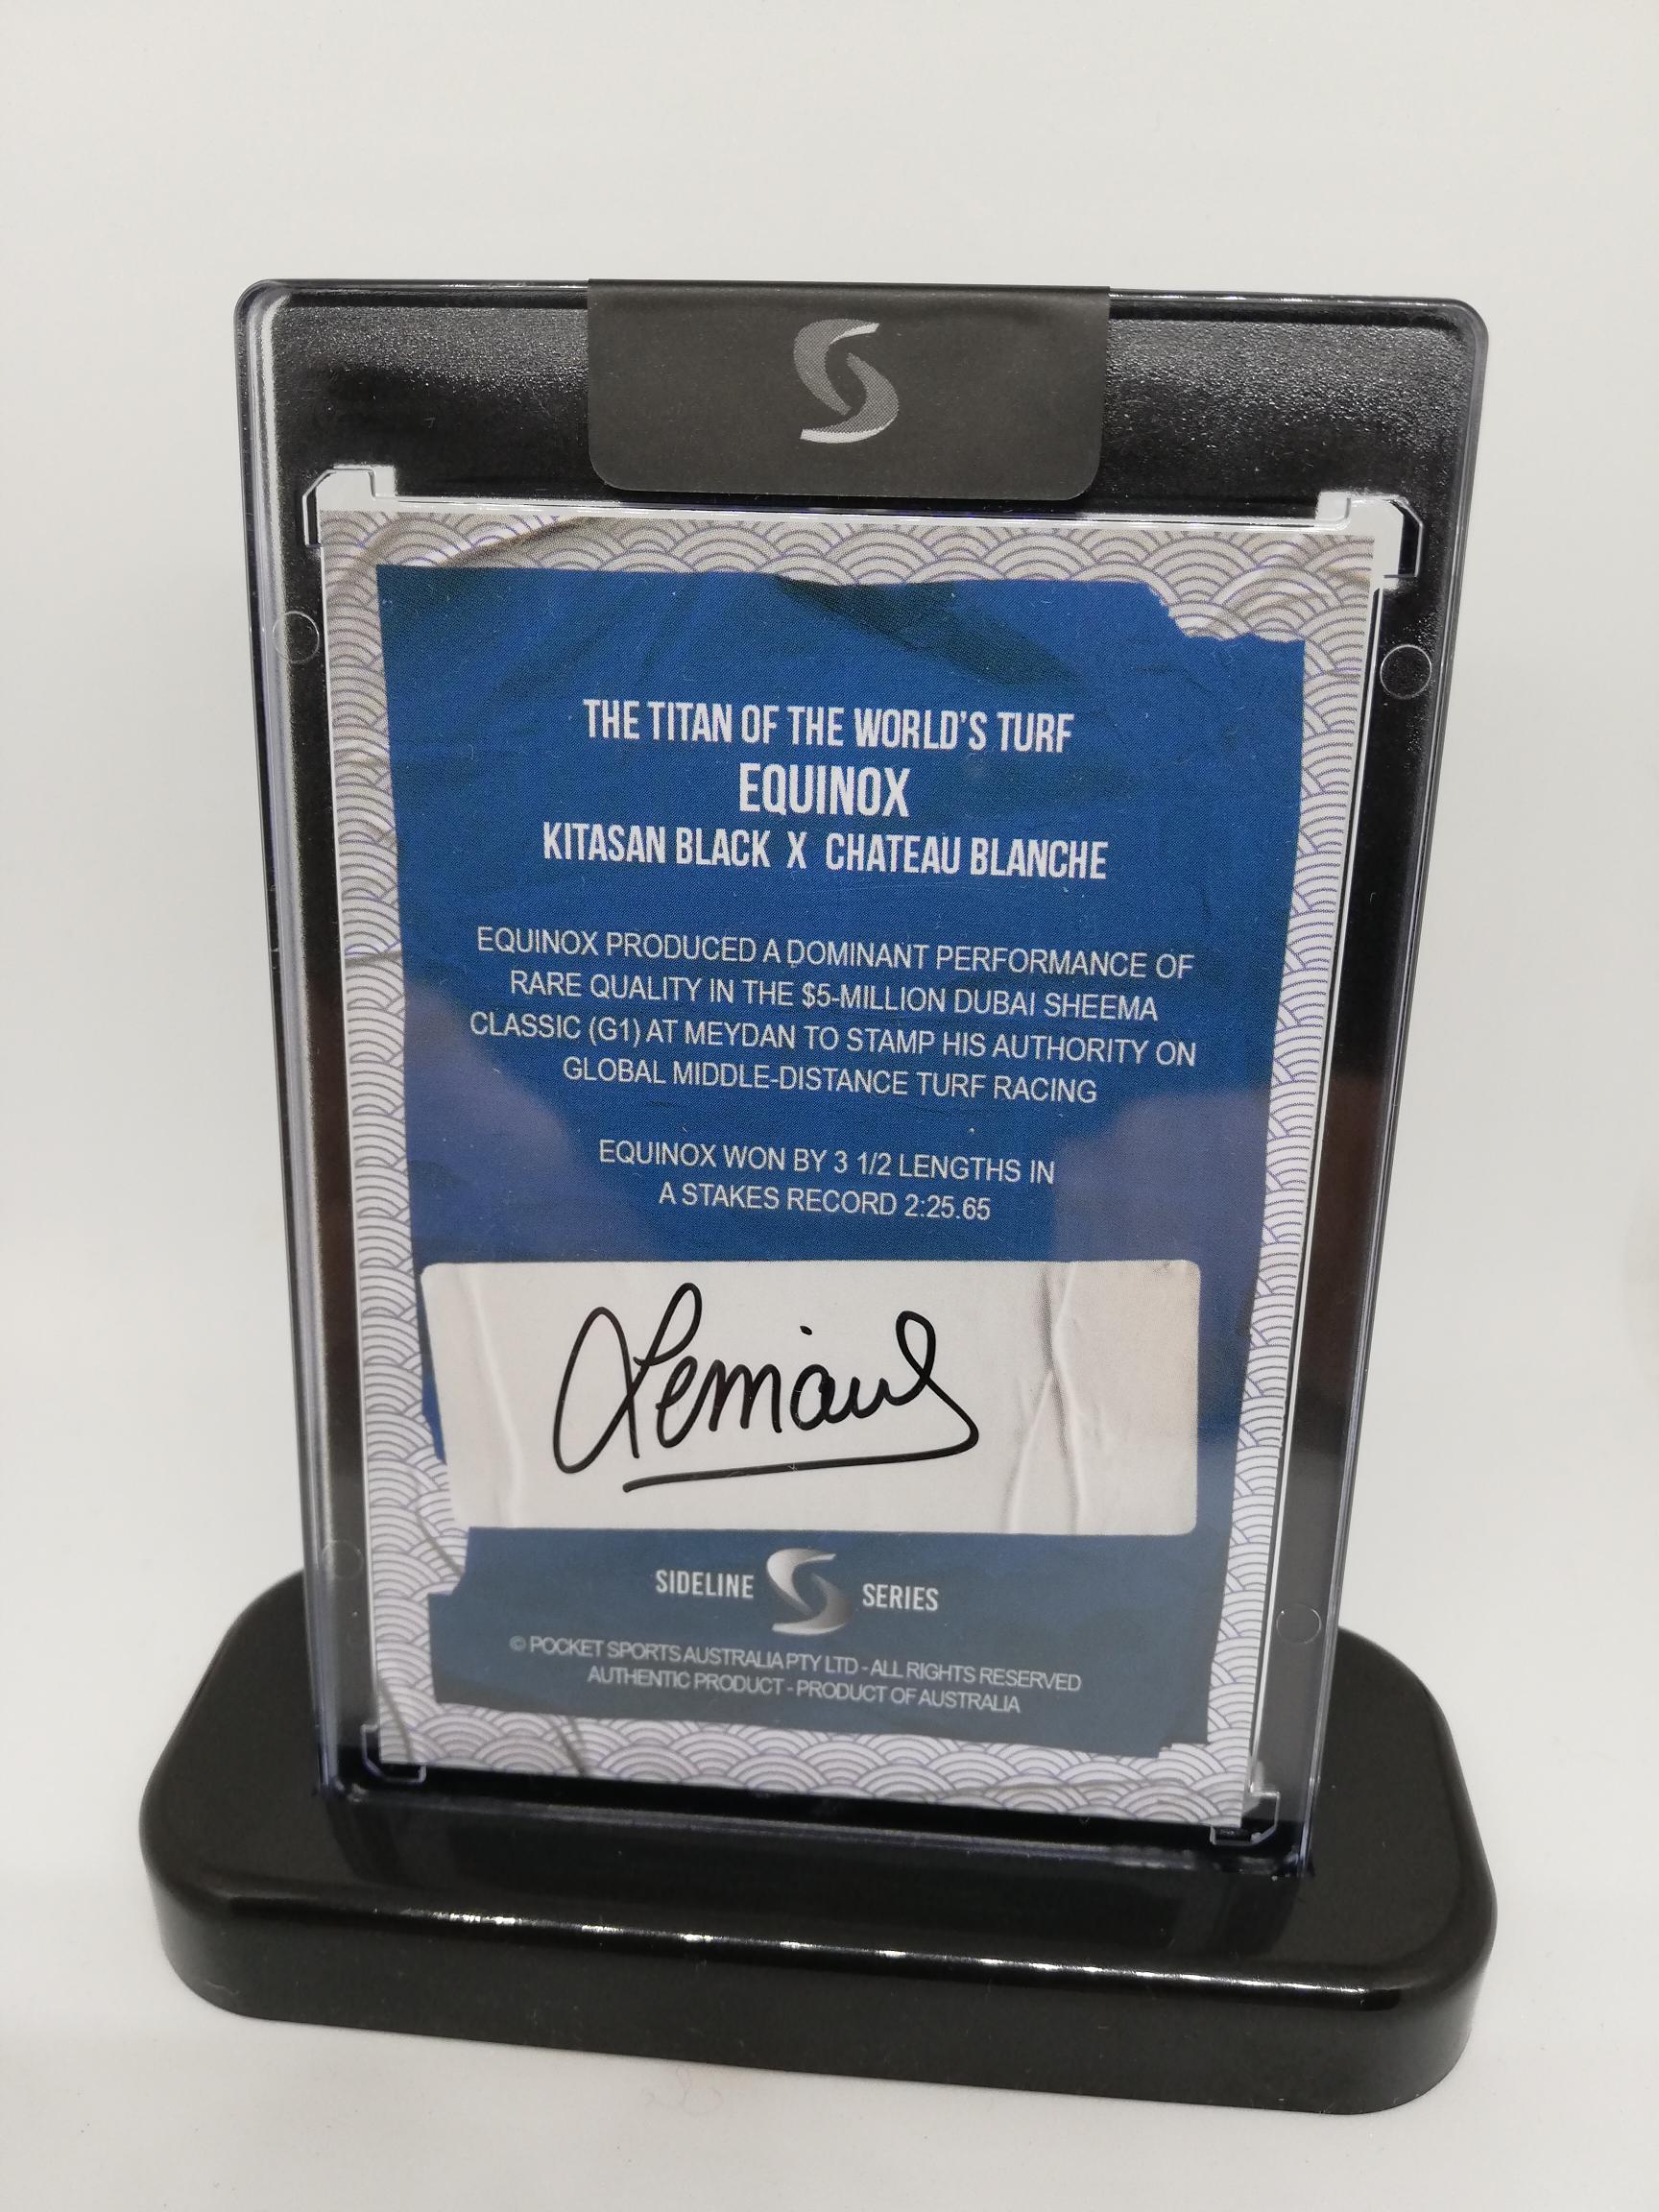 THE TITAN OF THE WORLD'S TURF
EQUINOX
KITASAN BLACK X CHATEAU BLANCHE
EQUINOX PRODUCED A DOMINANT PERFORMANCE OF
RARE QUALITY IN THE $5-MILLION DUBAI SHEEMA
CLASSIC (G1) AT MEYDAN TO STAMP HIS AUTHORITY ON
GLOBAL MIDDLE-DISTANCE TURF RACING
EQUINOX WON BY 3 1/2 LENGTHS IN
A STAKES RECORD 2:25.65
SIDELINE S SERIES
© POCKET SPORTS AUSTRALIA PTY LTD - ALL RIGHTS RESERVED
AUTHENTIC PRODUCT - PRODUCT OF AUSTRALIA